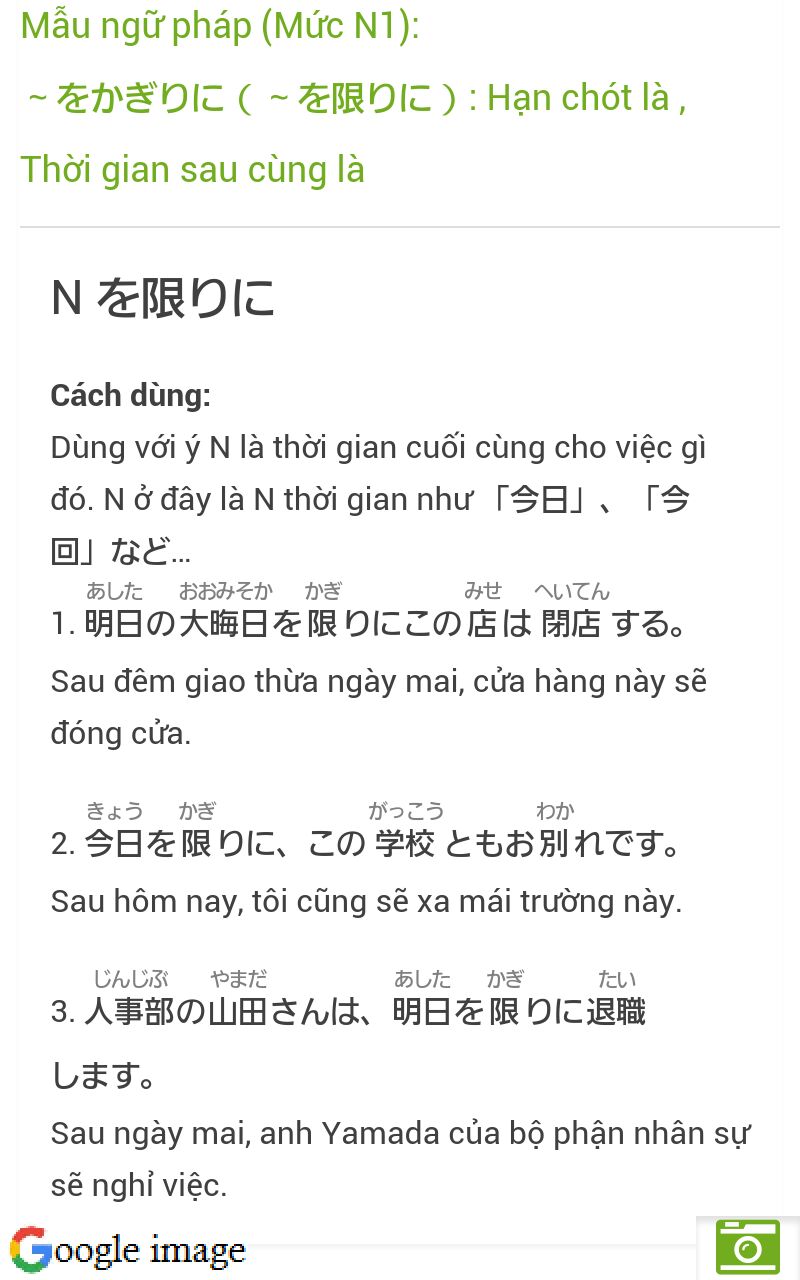 Mẫu ngữ pháp (Mức N1):
~ をかぎりに ( ~ を限りに ) : Hạn chót là ,
Thời gian sau cùng là
N を限りに
Cách dùng:
Dùng với ý N là thời gian cuối cùng cho việc gì
đó. N ở đây là N thời gian như 「今日」、「今
回」など...
あした おおみそか かぎ みせ へいてん
1. 明日の大晦日を限りにこの店は 閉店 する。
Sau đêm giao thừa ngày mai, cửa hàng này sẽ
đóng cửa.
きょう かぎ がっこう わか
2. 今日を限りに、この 学校 ともお別れです。
Sau hôm nay, tôi cũng sẽ xa mái trường này.
じんじぶ やまだ あした かぎ たい
3. 人事部の山田さんは、明日を限りに退職
します。
Sau ngày mai, anh Yamada của bộ phận nhân sự
sẽ nghỉ việc.
Google image